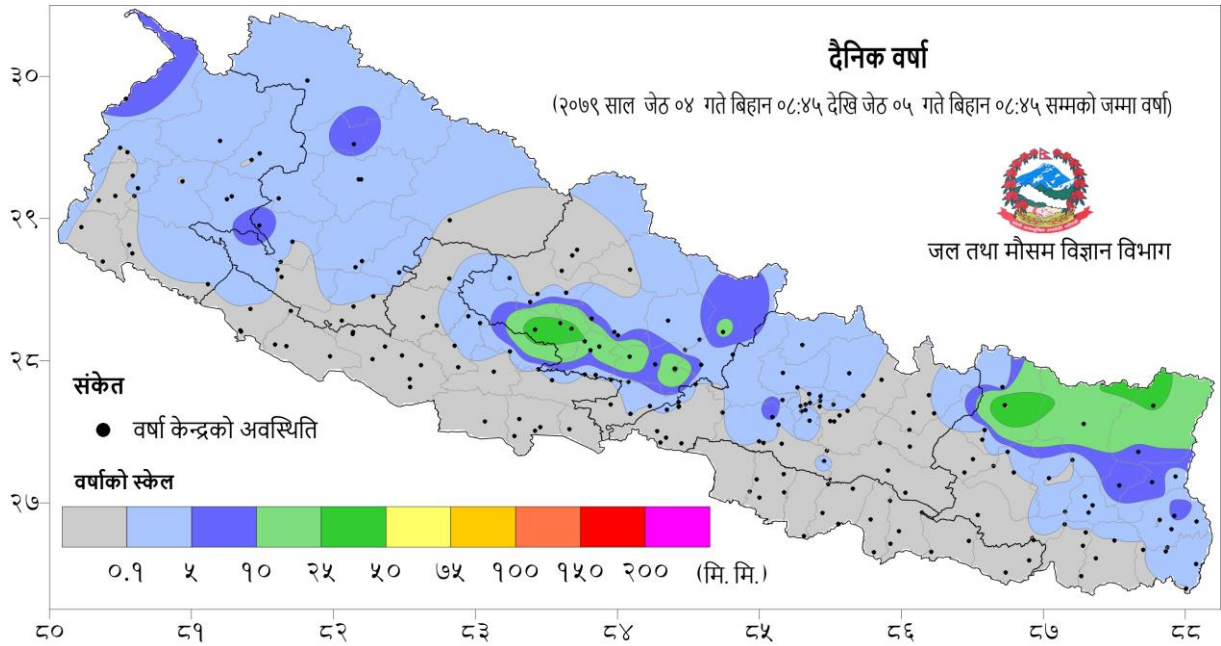 दैनिक वर्षा
(२०७९ साल जेठ ०४ गते बिहान ०८:४५ देखि जेठ ०५ गते बिहान ०८:४५ सम्मको जम्मा वर्षा)
जल तथा मौसम विज्ञान विभाग
३०
२९
२८
२७
संकेत
वर्षा केन्द्रको अवस्थिति
वर्षाको स्केल
०.१ ५ १० २५ ५० ७५ १०० १५० २०० (मि. मि.)
८० ८१ ८२ ८३ ८४ ८५ ८६ ८७ ८८